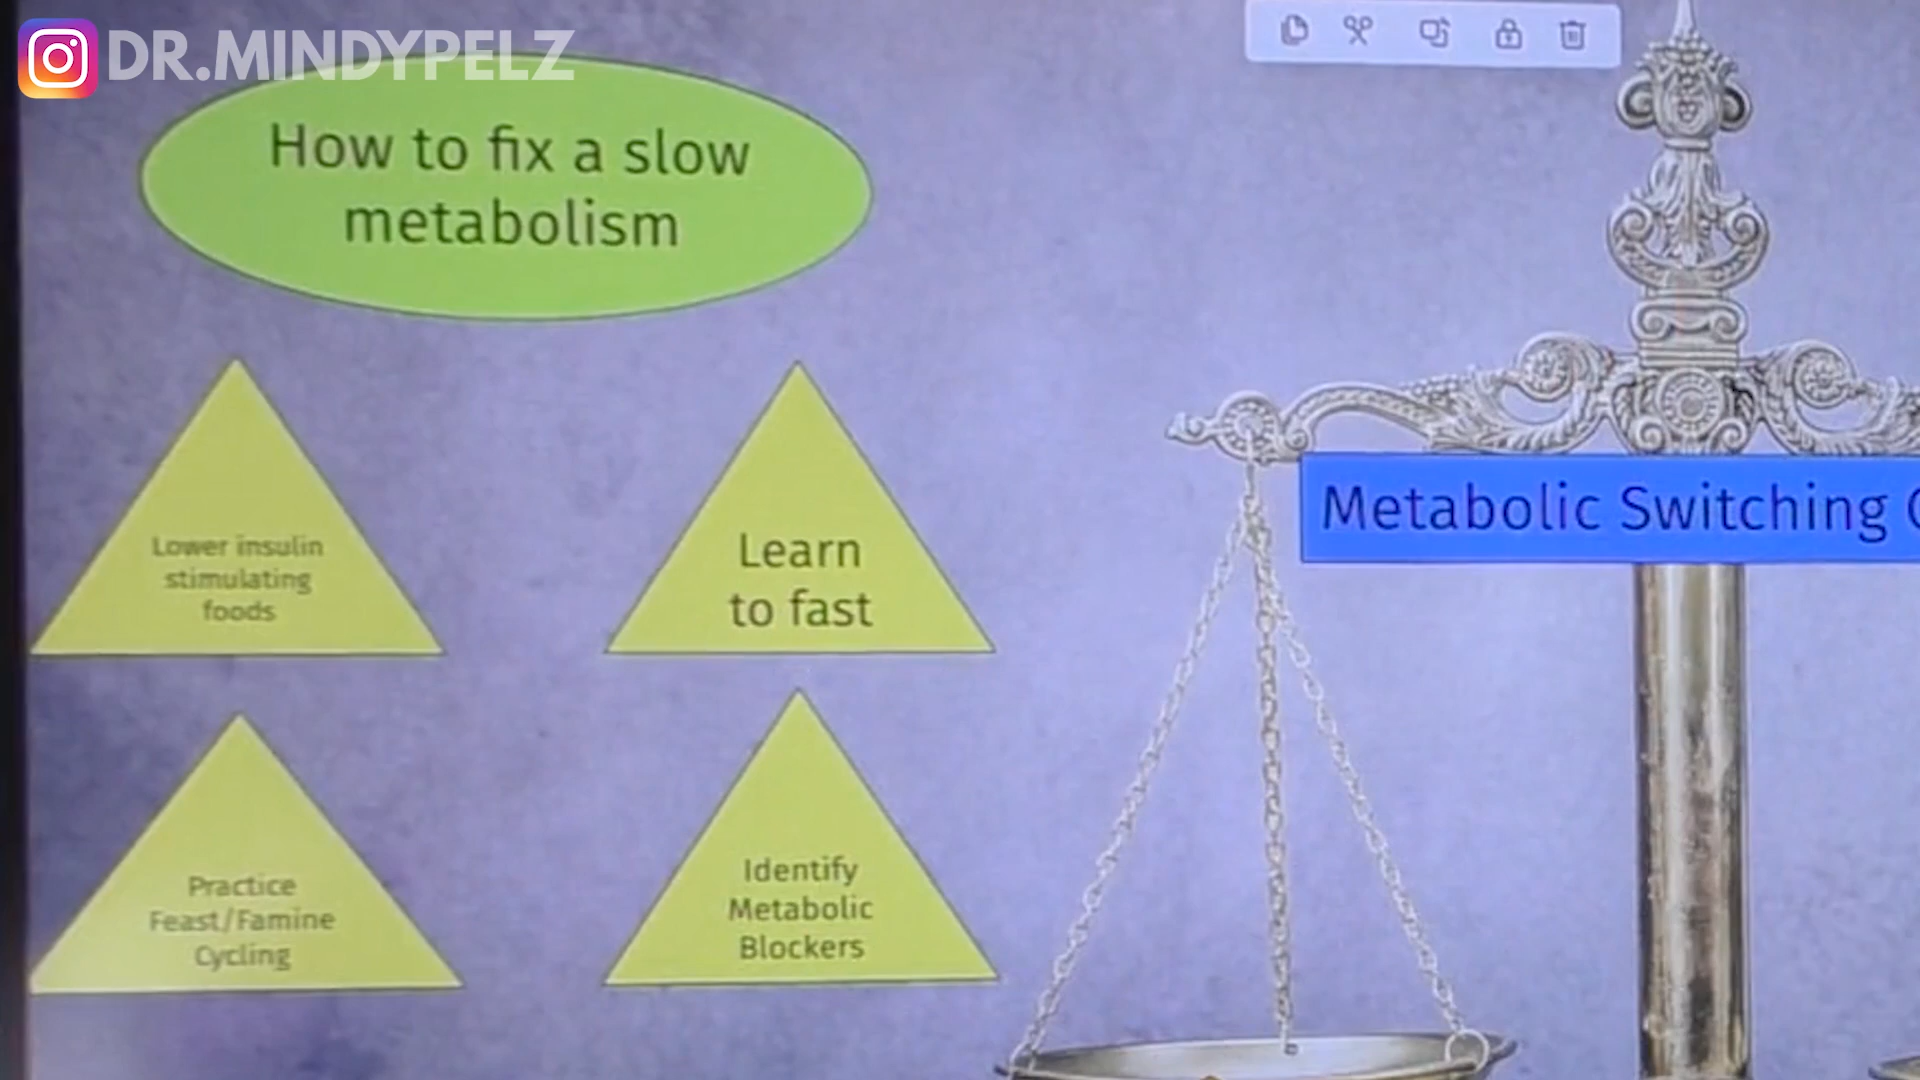 DR.MINDYPELZ
How to fix a slow
metabolism
Lower insulin
stimulating
foods
Learn
to fast
Practice
Feast/Famine
Cycling
Identify
Metabolic
Blockers
Metabolic Switching